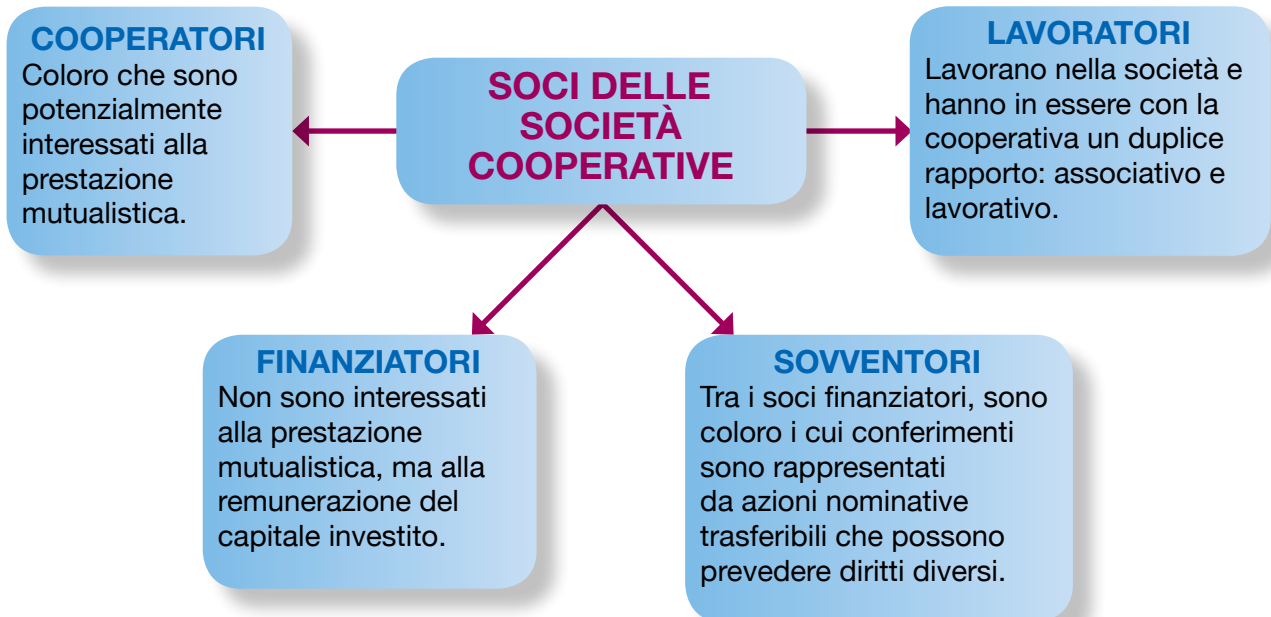 COOPERATORI
Coloro che sono
potenzialmente
interessati alla
prestazione
mutualistica.
SOCI DELLE
SOCIETÀ
COOPERATIVE
LAVORATORI
Lavorano nella società e
hanno in essere con la
cooperativa un duplice
rapporto: associativo e
lavorativo.
FINANZIATORI
Non sono interessati
alla prestazione
mutualistica, ma alla
remunerazione del
capitale investito.
SOVVENTORI
Tra i soci finanziatori, sono
coloro i cui conferimenti
sono rappresentati
da azioni nominative
trasferibili che possono
prevedere diritti diversi.